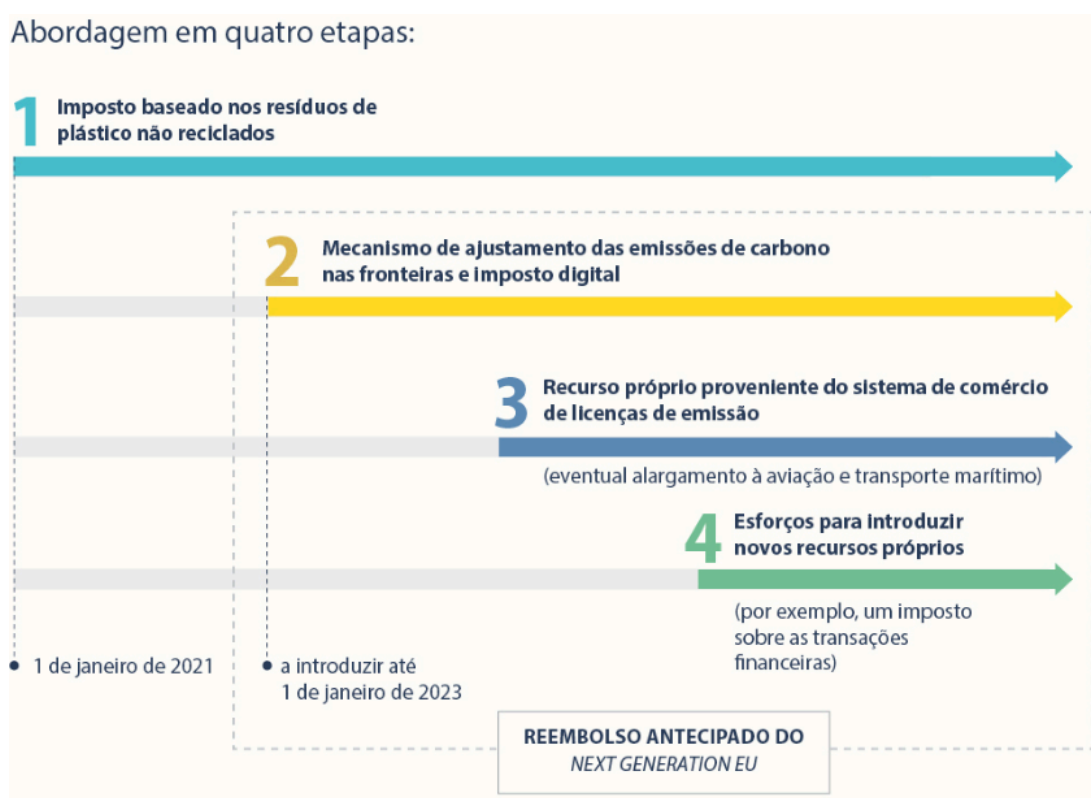 Abordagem em quatro etapas:
1 Imposto baseado nos resíduos de
plástico não reciclados
2 Mecanismo de ajustamento das emissões de carbono
nas fronteiras e imposto digital
3 Recurso próprio proveniente do sistema de comércio
de licenças de emissão
(eventual alargamento à aviação e transporte marítimo)
4 Esforços para introduzir
novos recursos próprios
(por exemplo, um imposto
sobre as transações
financeiras)
1 de janeiro de 2021
a introduzir até
1 de janeiro de 2023
REEMBOLSO ANTECIPADO DO
NEXT GENERATION EU